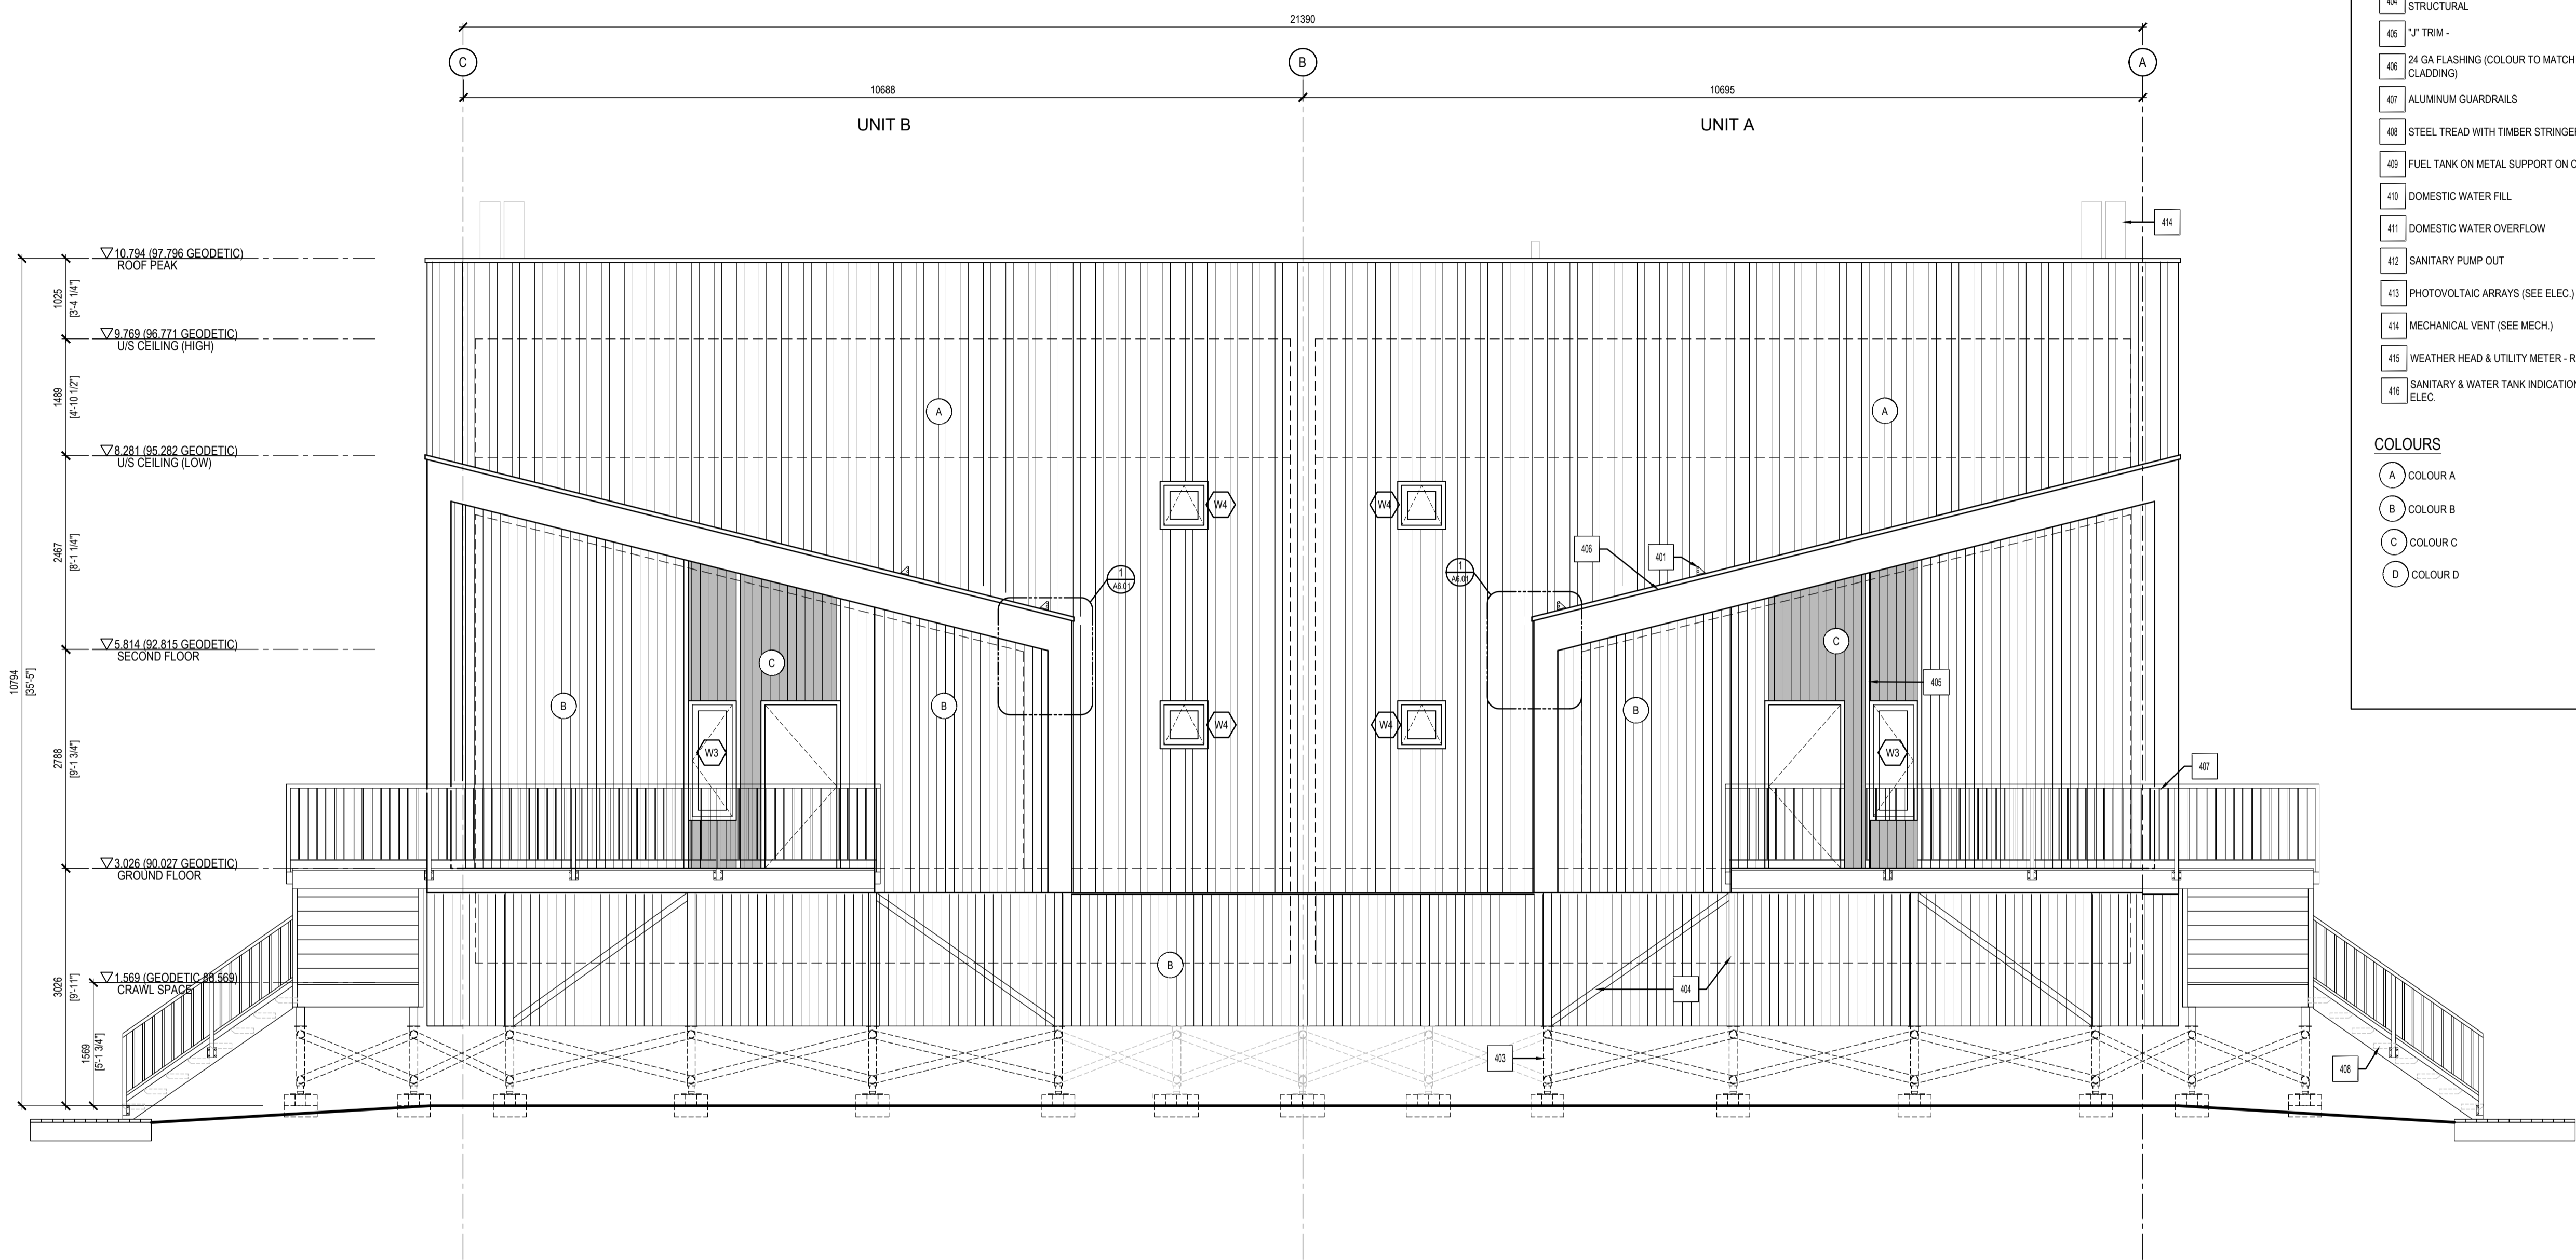 21390
C
B
A
10688
10695
UNIT B
UNIT A
414
10.794 (97.796 GEODETIC)
ROOF PEAK
1025
[3'-4 1/4"]
9.769 (96.771 GEODETIC)
U/S CEILING (HIGH)
1489
[4'-10 1/2"]
8.281 (95.282 GEODETIC)
U/S CEILING (LOW)
2467
[8'-1 1/4"]
5.814 (92.815 GEODETIC)
SECOND FLOOR
10794
[35'-5"]
2788
[9'-1 3/4"]
3.026 (90.027 GEODETIC)
GROUND FLOOR
3026
[9'-11"]
1.569 (GEODETIC 88.569)
CRAWL SPACE
1569
[5'-1 3/4"]
A
A
W4
W4
406
401
1
A6.01
1
A6.01
C
C
405
B
B
B
W4
W4
W3
W3
407
B
404
403
408
404
STRUCTURAL
405 "J" TRIM -
406 24 GA FLASHING (COLOUR TO MATCH
CLADDING)
407 ALUMINUM GUARDRAILS
408 STEEL TREAD WITH TIMBER STRINGE
409 FUEL TANK ON METAL SUPPORT ON C
410 DOMESTIC WATER FILL
411 DOMESTIC WATER OVERFLOW
412 SANITARY PUMP OUT
413 PHOTOVOLTAIC ARRAYS (SEE ELEC.)
414 MECHANICAL VENT (SEE MECH.)
415 WEATHER HEAD & UTILITY METER - R
416 SANITARY & WATER TANK INDICATION
ELEC.
COLOURS
A COLOUR A
B COLOUR B
C COLOUR C
D COLOUR D